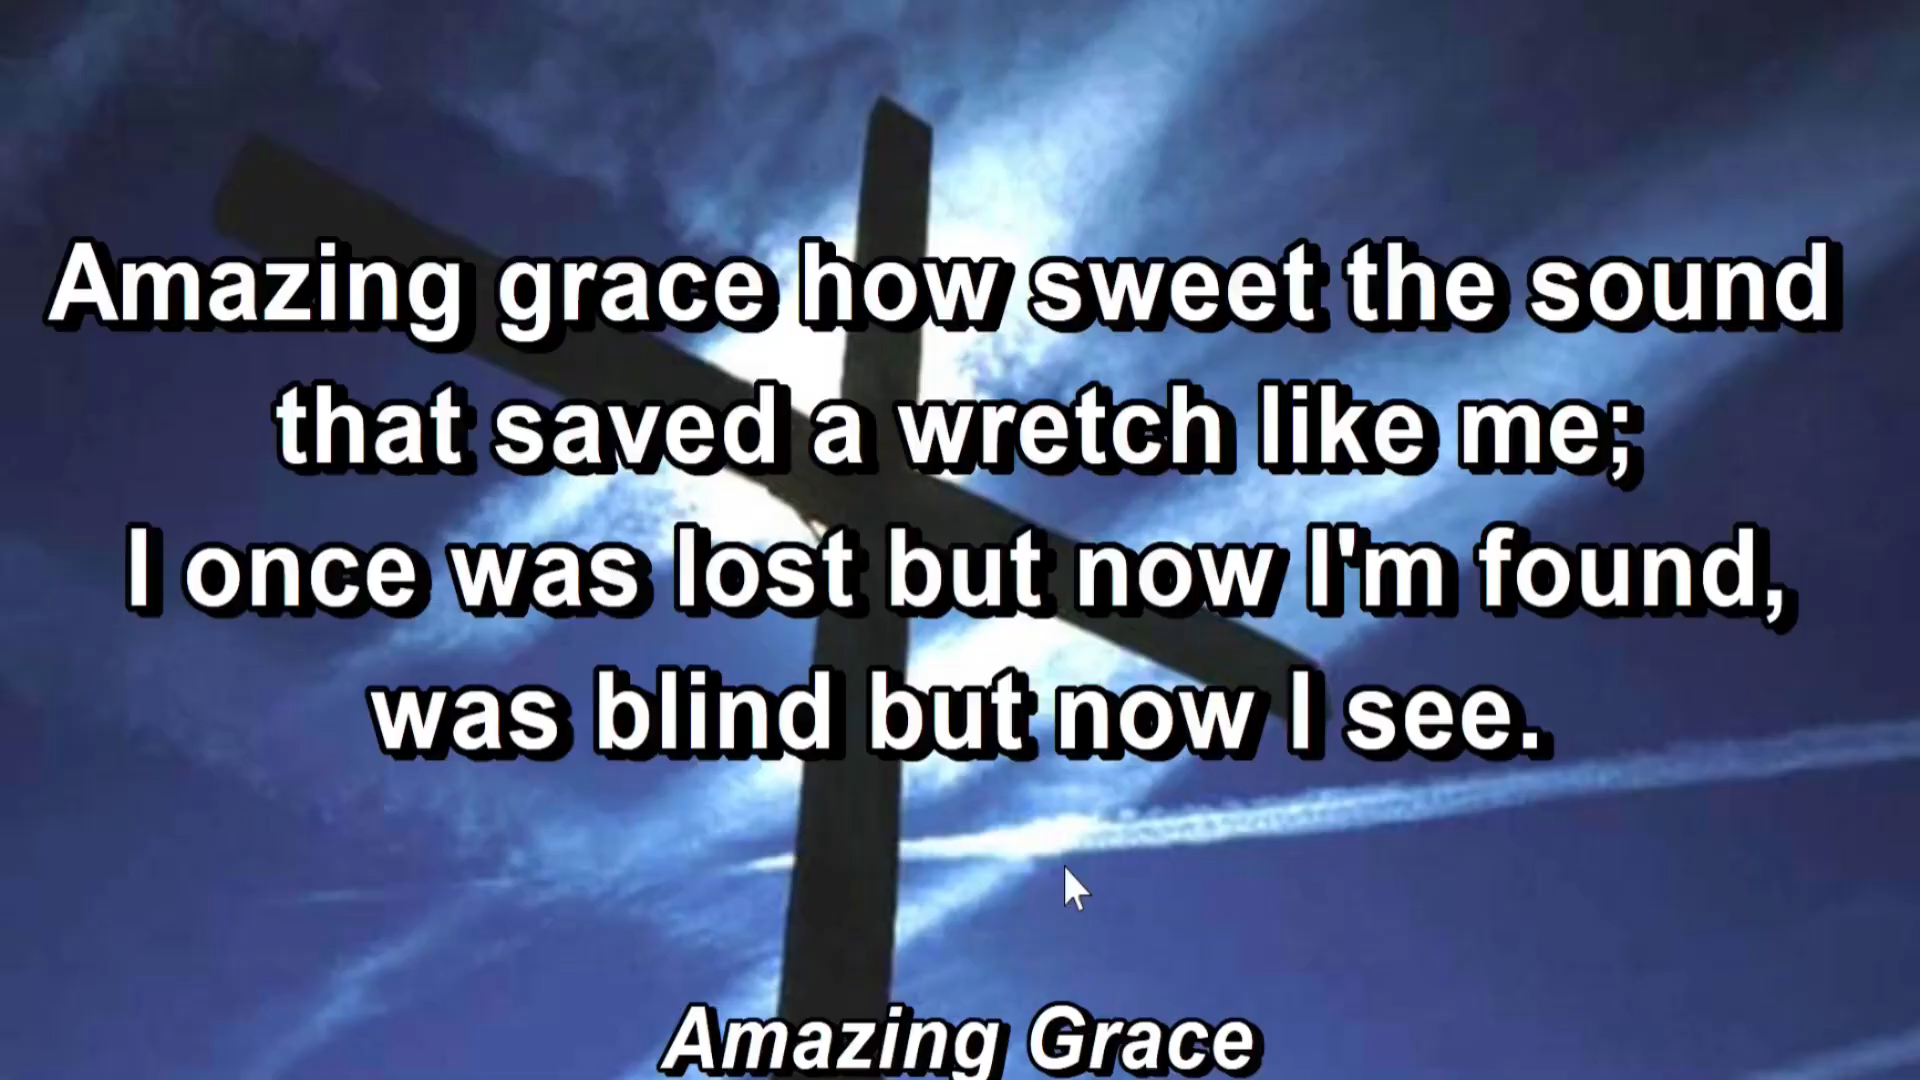 Amazing grace how sweet the sound
that saved a wretch like me;
I once was lost but now I'm found,
was blind but now I see.
Amazing Grace